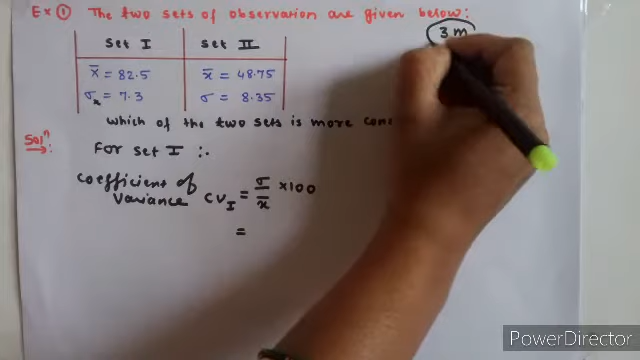 Ex ① The two sets of observation are given below:
3 m
Set I Set II
x̄ = 82.5 x̄ = 48.75
σx = 7.3 σ = 8.35
which of the two sets is more
Solⁿ:
For set I :.
Coefficient of
Variance CV_I = σ/x̄ ×100
=
PowerDirector